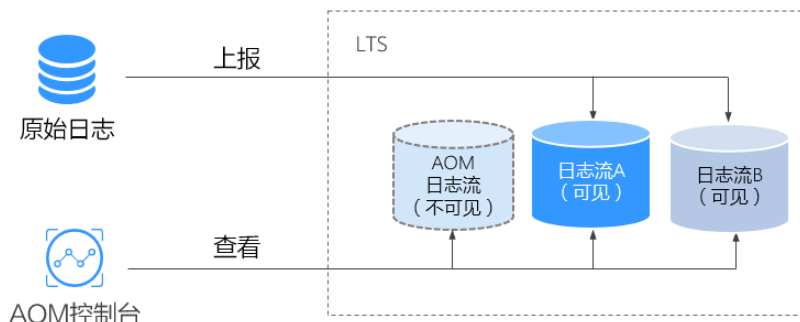 上报
LTS
原始日志
AOM
日志流
（不可见）
日志流A
（可见）
日志流B
（可见）
查看
AOM控制台